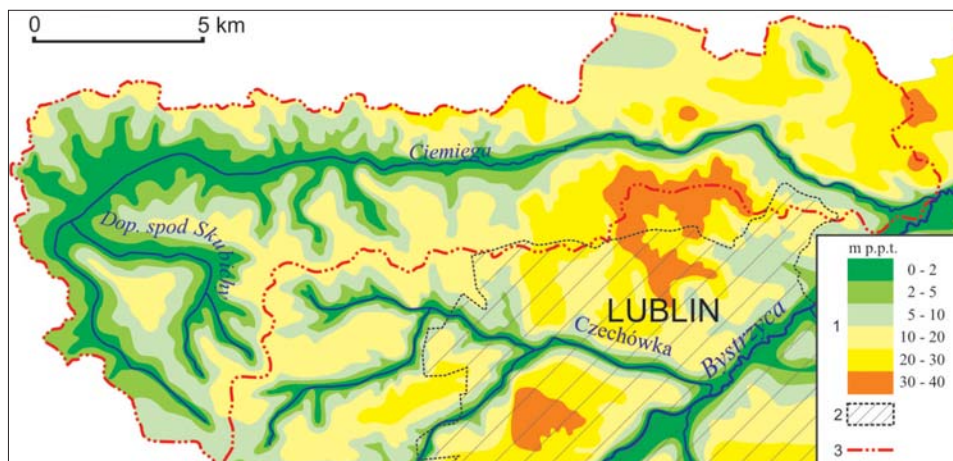 0 5 km
Ciemięga
Dop. spod Skubichy
LUBLIN
Czechówka
Bystrzyca
m p.p.t.
0 - 2
2 - 5
5 - 10
1
10 - 20
20 - 30
30 - 40
2
3